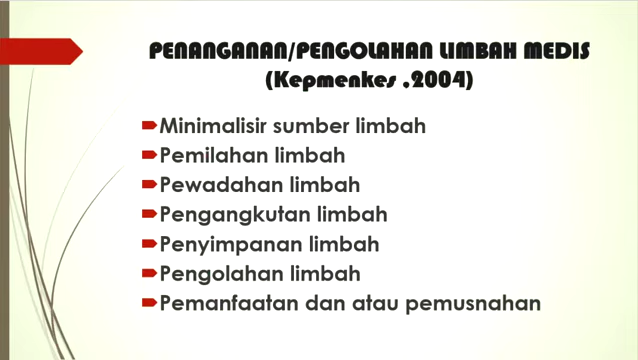 PENANGANAN/PENGOLAHAN LIMBAH MEDIS
(Kepmenkes .2004)
Minimalisir sumber limbah
Pemilahan limbah
Pewadahan limbah
Pengangkutan limbah
Penyimpanan limbah
Pengolahan limbah
Pemanfaatan dan atau pemusnahan